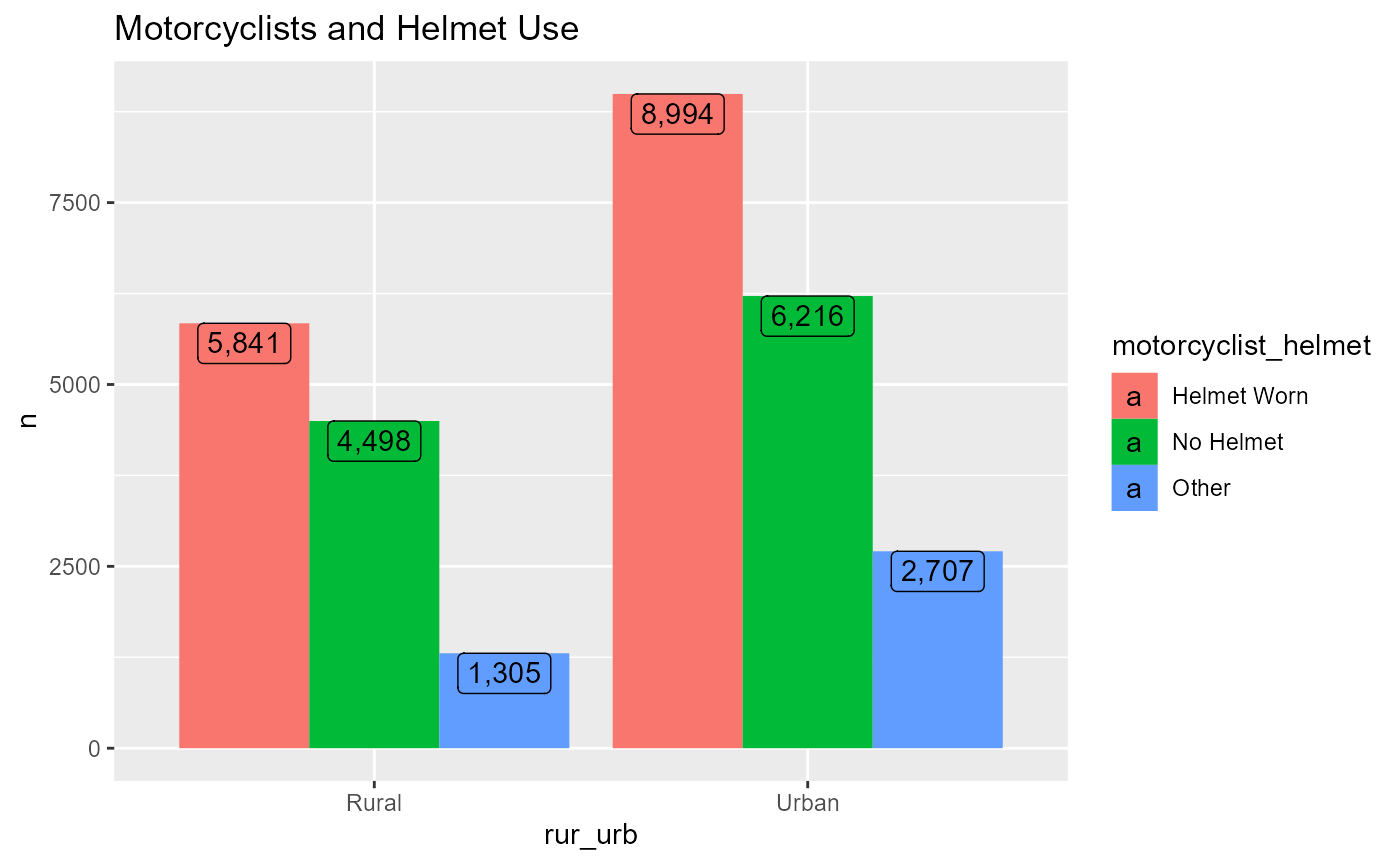 Motorcyclists and Helmet Use
n
7500
5000
2500
0
5,841
4,498
1,305
8,994
6,216
2,707
Rural
Urban
rur_urb
motorcyclist_helmet
a Helmet Worn
a No Helmet
a Other